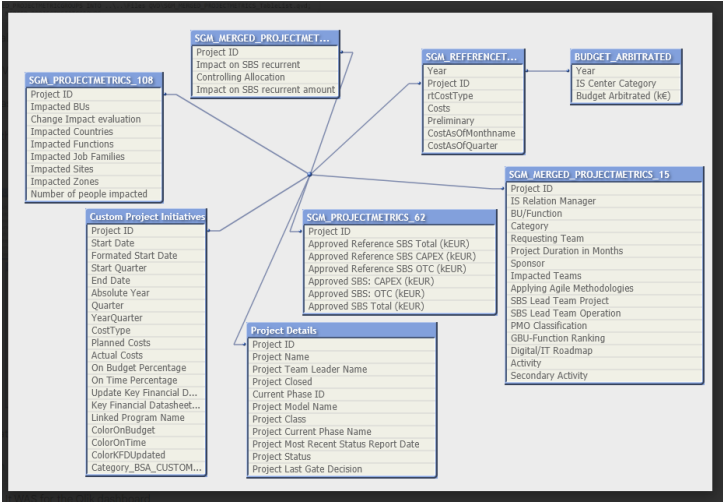 SGM_PROJECTMETRICS_108
Project ID
Impacted BUs
Change Impact evaluation
Impacted Countries
Impacted Functions
Impacted Job Families
Impacted Sites
Impacted Zones
Number of people impacted
SGM_MERGED_PROJECTMET...
Project ID
Impact on SBS recurrent
Controlling Allocation
Impact on SBS recurrent amount
SGM_REFERENCET...
Year
Project ID
rtCostType
Costs
Preliminary
CostAsOfMonthname
CostAsOfQuarter
BUDGET_ARBITRATED
Year
IS Center Category
Budget Arbitrated (k€)
SGM_MERGED_PROJECTMETRICS_15
Project ID
IS Relation Manager
BU/Function
Category
Requesting Team
Project Duration in Months
Sponsor
Impacted Teams
Applying Agile Methodologies
SBS Lead Team Project
SBS Lead Team Operation
PMO Classification
GBU-Function Ranking
Digital/IT Roadmap
Activity
Secondary Activity
Custom Project Initiatives
Project ID
Start Date
Formated Start Date
Start Quarter
End Date
Absolute Year
Quarter
YearQuarter
CostType
Planned Costs
Actual Costs
On Budget Percentage
On Time Percentage
Update Key Financial D...
Key Financial Datasheet...
Linked Program Name
ColorOnBudget
ColorOnTime
ColorKFDUpdated
Category_BSA_CUSTOM...
SGM_PROJECTMETRICS_62
Project ID
Approved Reference SBS Total (kEUR)
Approved Reference SBS CAPEX (kEUR)
Approved Reference SBS OTC (kEUR)
Approved SBS: CAPEX (kEUR)
Approved SBS: OTC (kEUR)
Approved SBS Total (kEUR)
Project Details
Project ID
Project Name
Project Team Leader Name
Project Closed
Current Phase ID
Project Model Name
Project Class
Project Current Phase Name
Project Most Recent Status Report Date
Project Status
Project Last Gate Decision